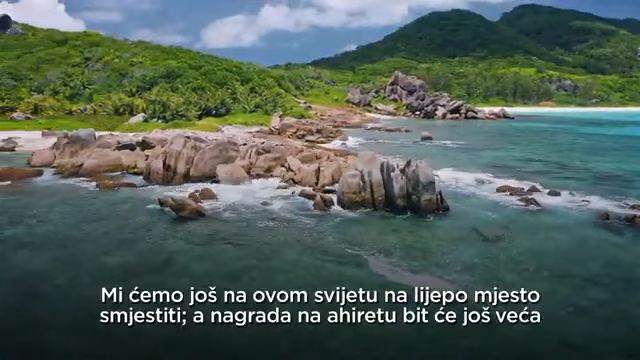 Mi ćemo još na ovom svijetu na lijepo mjesto
smjestiti; a nagrada na ahiretu bit će još veća